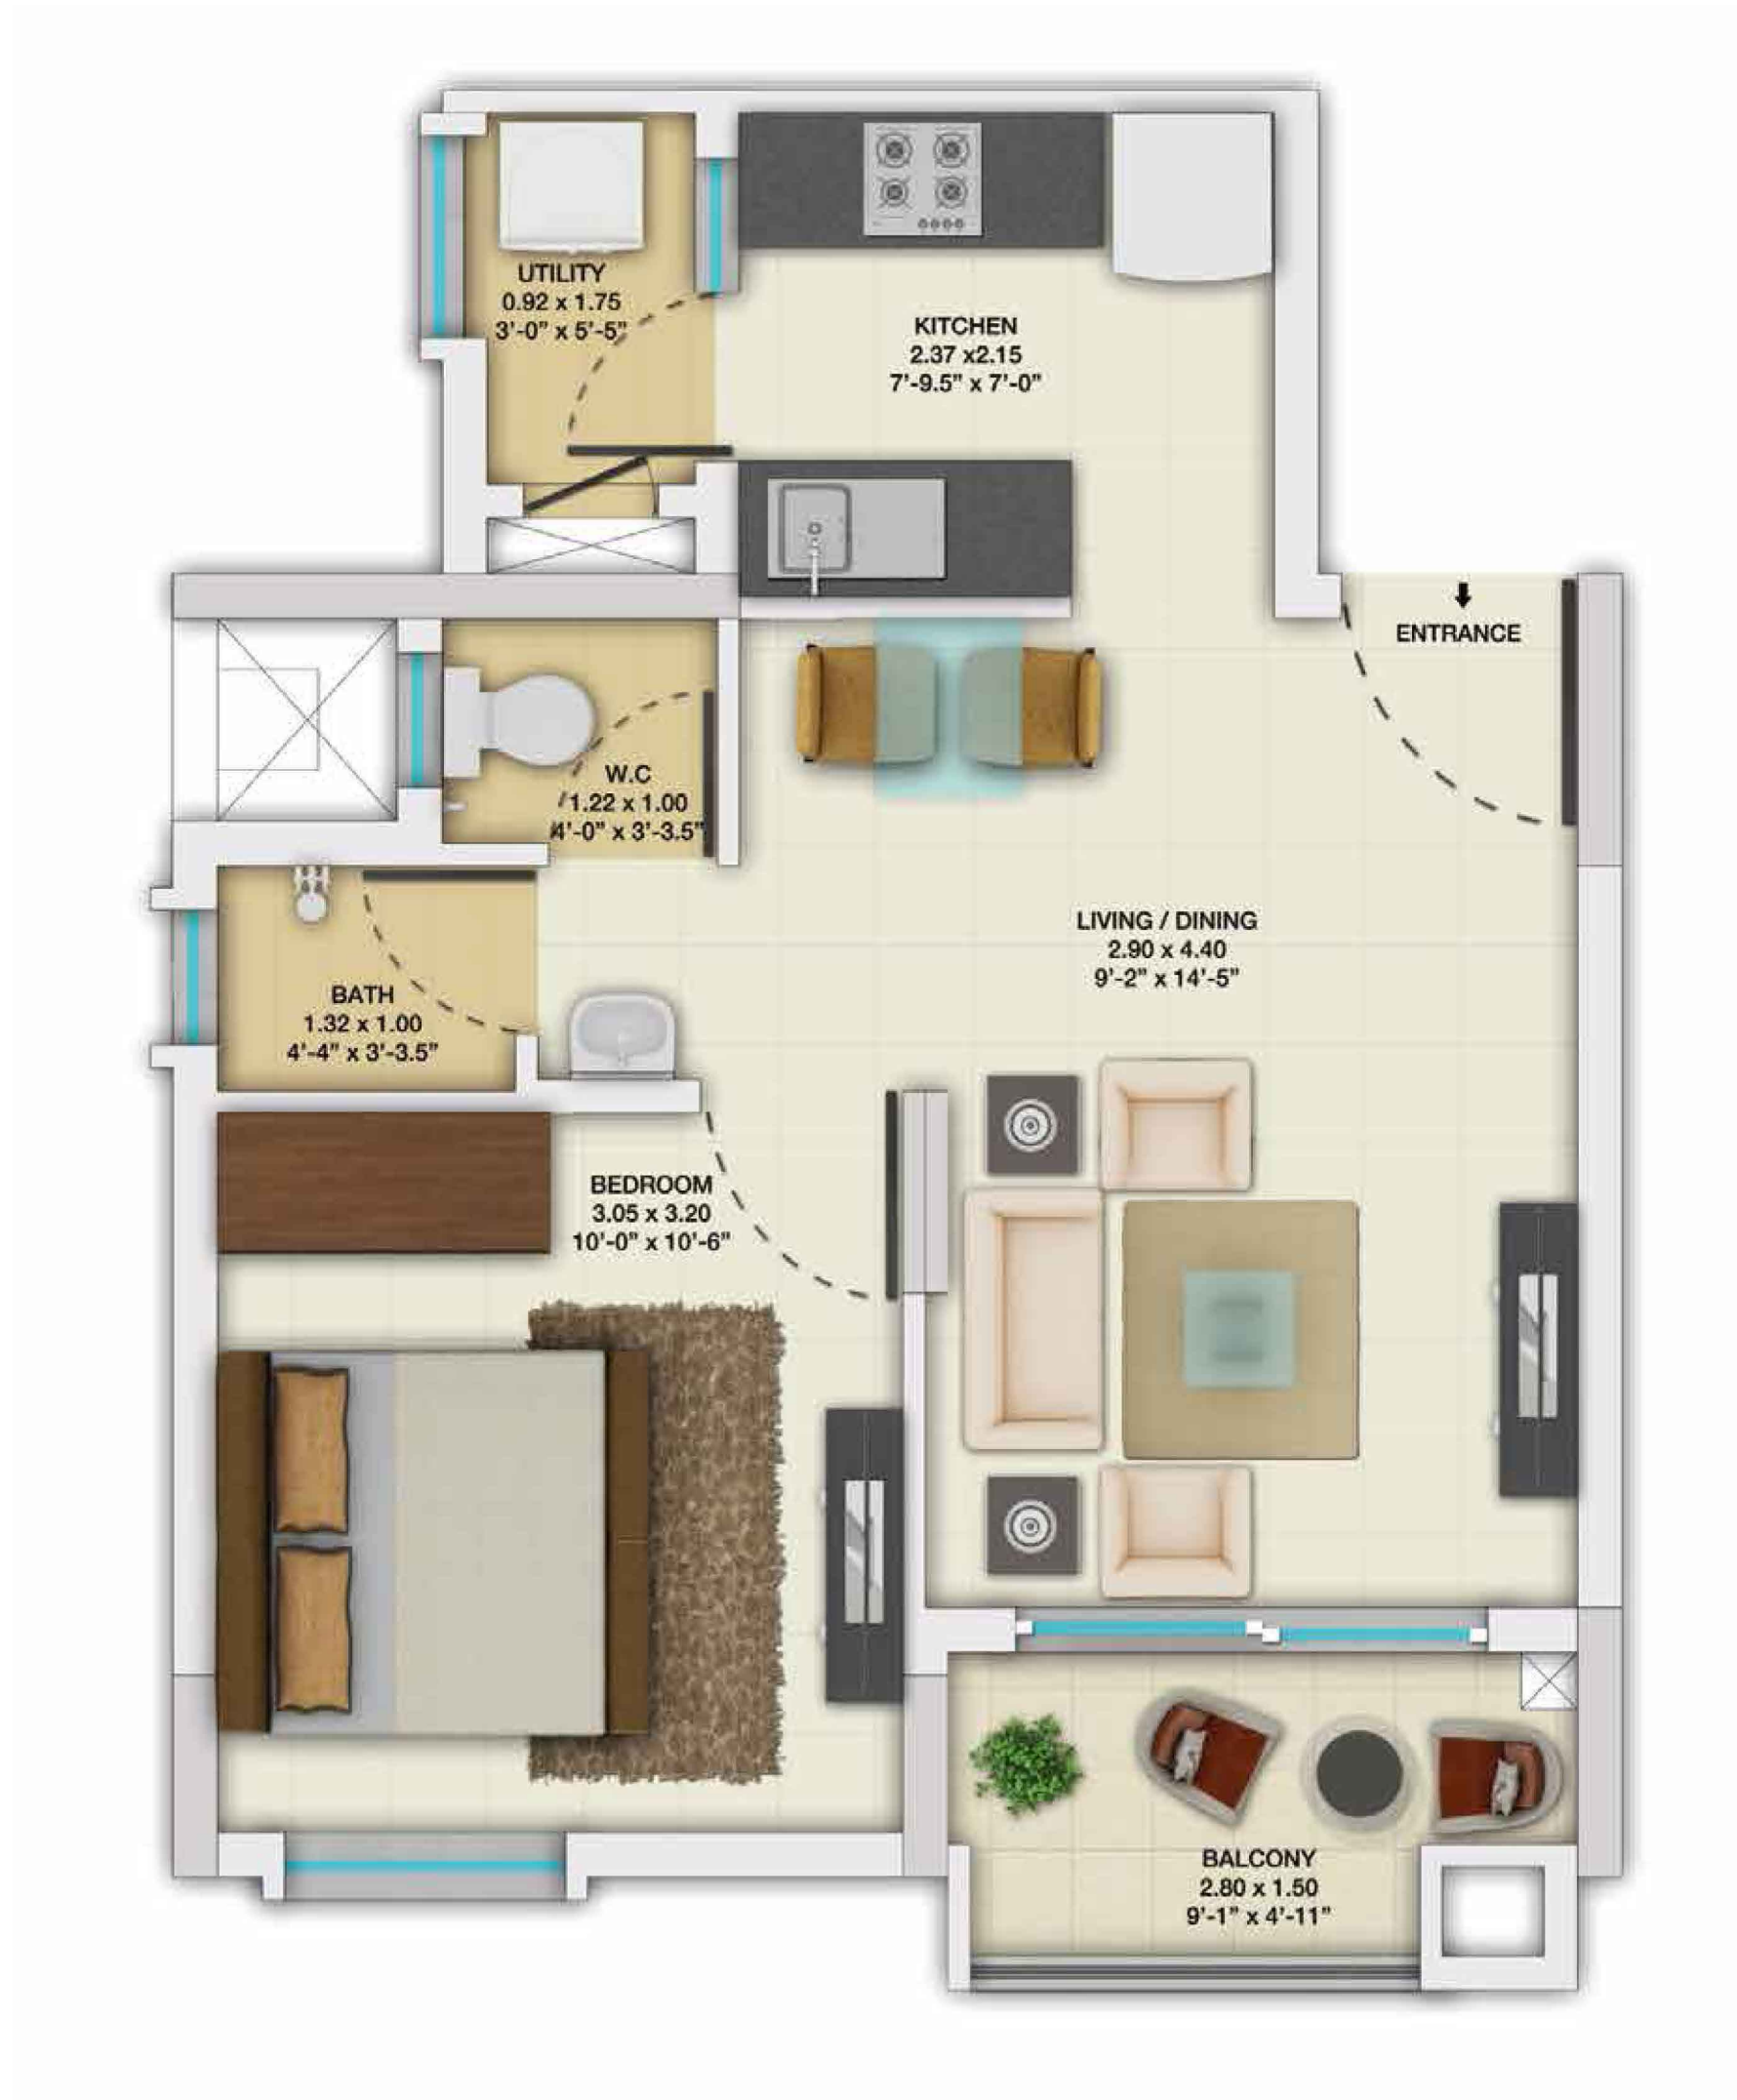 UTILITY
0.92 x 1.75
3'-0" x 5'-5"
KITCHEN
2.37 x2.15
7'-9.5" x 7'-0"
ENTRANCE
W.C
1.22 x 1.00
4'-0" x 3'-3.5"
LIVING / DINING
2.90 x 4.40
9'-2" x 14'-5"
BATH
1.32 x 1.00
4'-4" x 3'-3.5"
BEDROOM
3.05 x 3.20
10'-0" x 10'-6"
BALCONY
2.80 x 1.50
9'-1" x 4'-11"